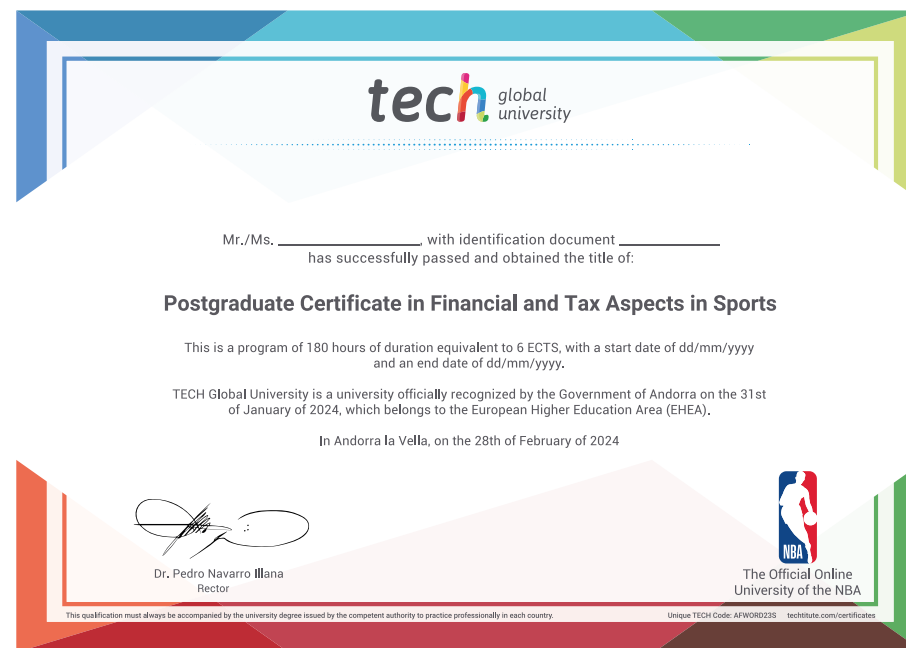 tech global university
Mr./Ms. ____________________, with identification document ______________
has successfully passed and obtained the title of:
Postgraduate Certificate in Financial and Tax Aspects in Sports
This is a program of 180 hours of duration equivalent to 6 ECTS, with a start date of dd/mm/yyyy
and an end date of dd/mm/yyyy.
TECH Global University is a university officially recognized by the Government of Andorra on the 31st
of January of 2024, which belongs to the European Higher Education Area (EHEA).
In Andorra la Vella, on the 28th of February of 2024
NBA
Dr. Pedro Navarro Illana
Rector
The Official Online
University of the NBA
This qualification must always be accompanied by the university degree issued by the competent authority to practice professionally in each country.
Unique TECH Code: AFWORD23S techtitute.com/certificates